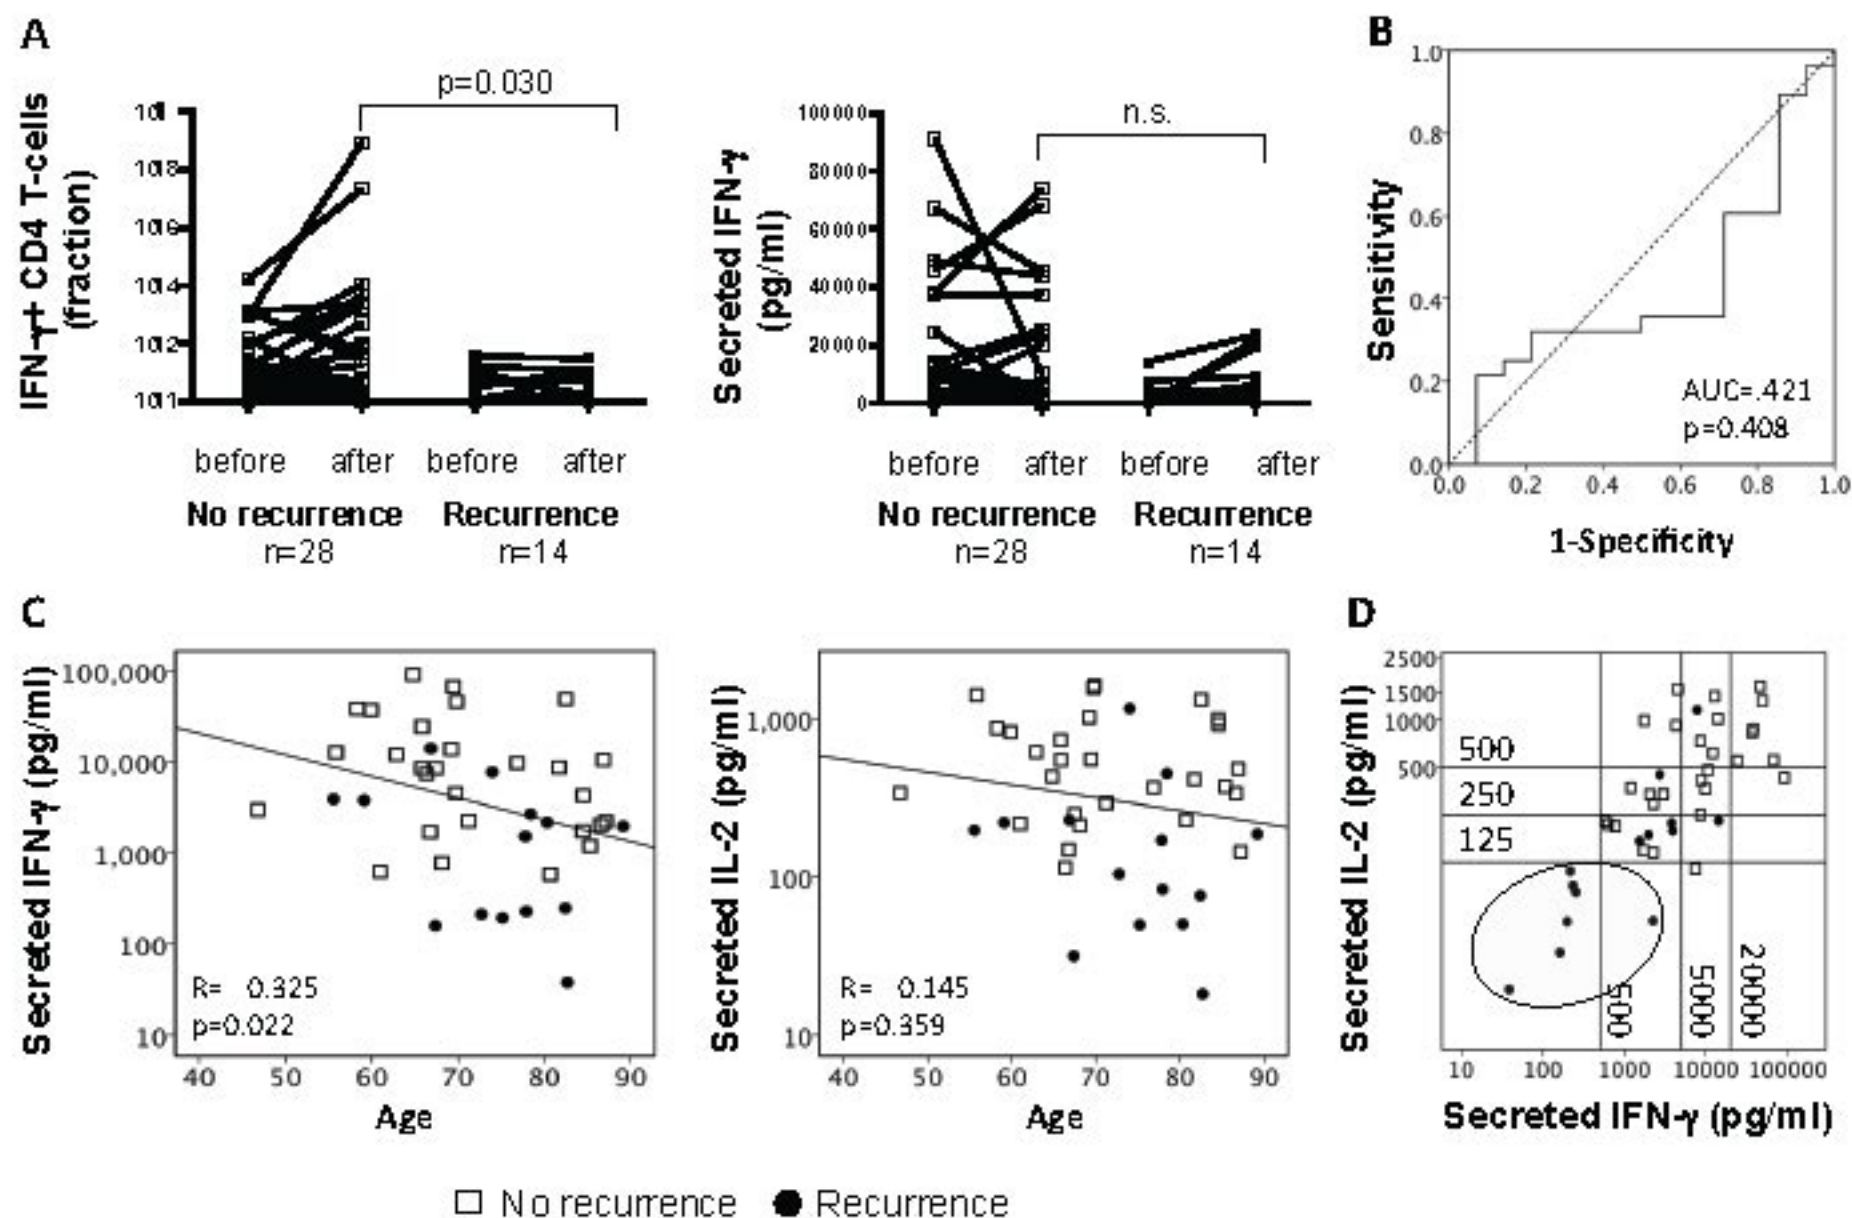 A
IFN-γ+ CD4 T-cells
(fraction)
p=0.030
before after before after
No recurrence Recurrence
n=28 n=14
Secreted IFN-γ
(pg/ml)
100000
80000
60000
40000
20000
0
n.s.
before after before after
No recurrence Recurrence
n=28 n=14
B
Sensitivity
1.0
0.8
0.6
0.4
0.2
0.0
AUC=.421
p=0.408
0.0 0.2 0.4 0.6 0.8 1.0
1-Specificity
C
Secreted IFN-γ (pg/ml)
100,000
10,000
1,000
100
10
R= 0.325
p=0.022
40 50 60 70 80 90
Age
Secreted IL-2 (pg/ml)
1,000
100
10
R= 0.145
p=0.359
40 50 60 70 80 90
Age
D
Secreted IL-2 (pg/ml)
2500
1500
1000
500
500
250
125
500
5000
20000
10 100 1000 10000 100000
Secreted IFN-γ (pg/ml)
No recurrence Recurrence